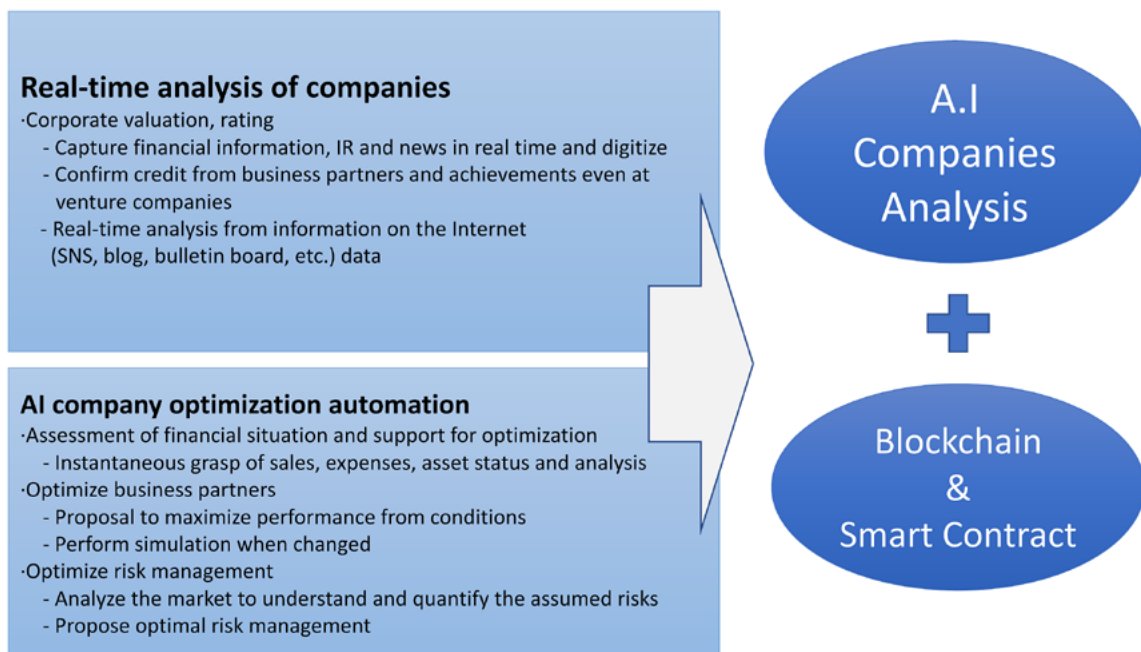 Real-time analysis of companies
·Corporate valuation, rating
- Capture financial information, IR and news in real time and digitize
- Confirm credit from business partners and achievements even at
venture companies
- Real-time analysis from information on the Internet
(SNS, blog, bulletin board, etc.) data
AI company optimization automation
·Assessment of financial situation and support for optimization
- Instantaneous grasp of sales, expenses, asset status and analysis
·Optimize business partners
- Proposal to maximize performance from conditions
- Perform simulation when changed
·Optimize risk management
- Analyze the market to understand and quantify the assumed risks
- Propose optimal risk management
A.I
Companies
Analysis
Blockchain
&
Smart Contract